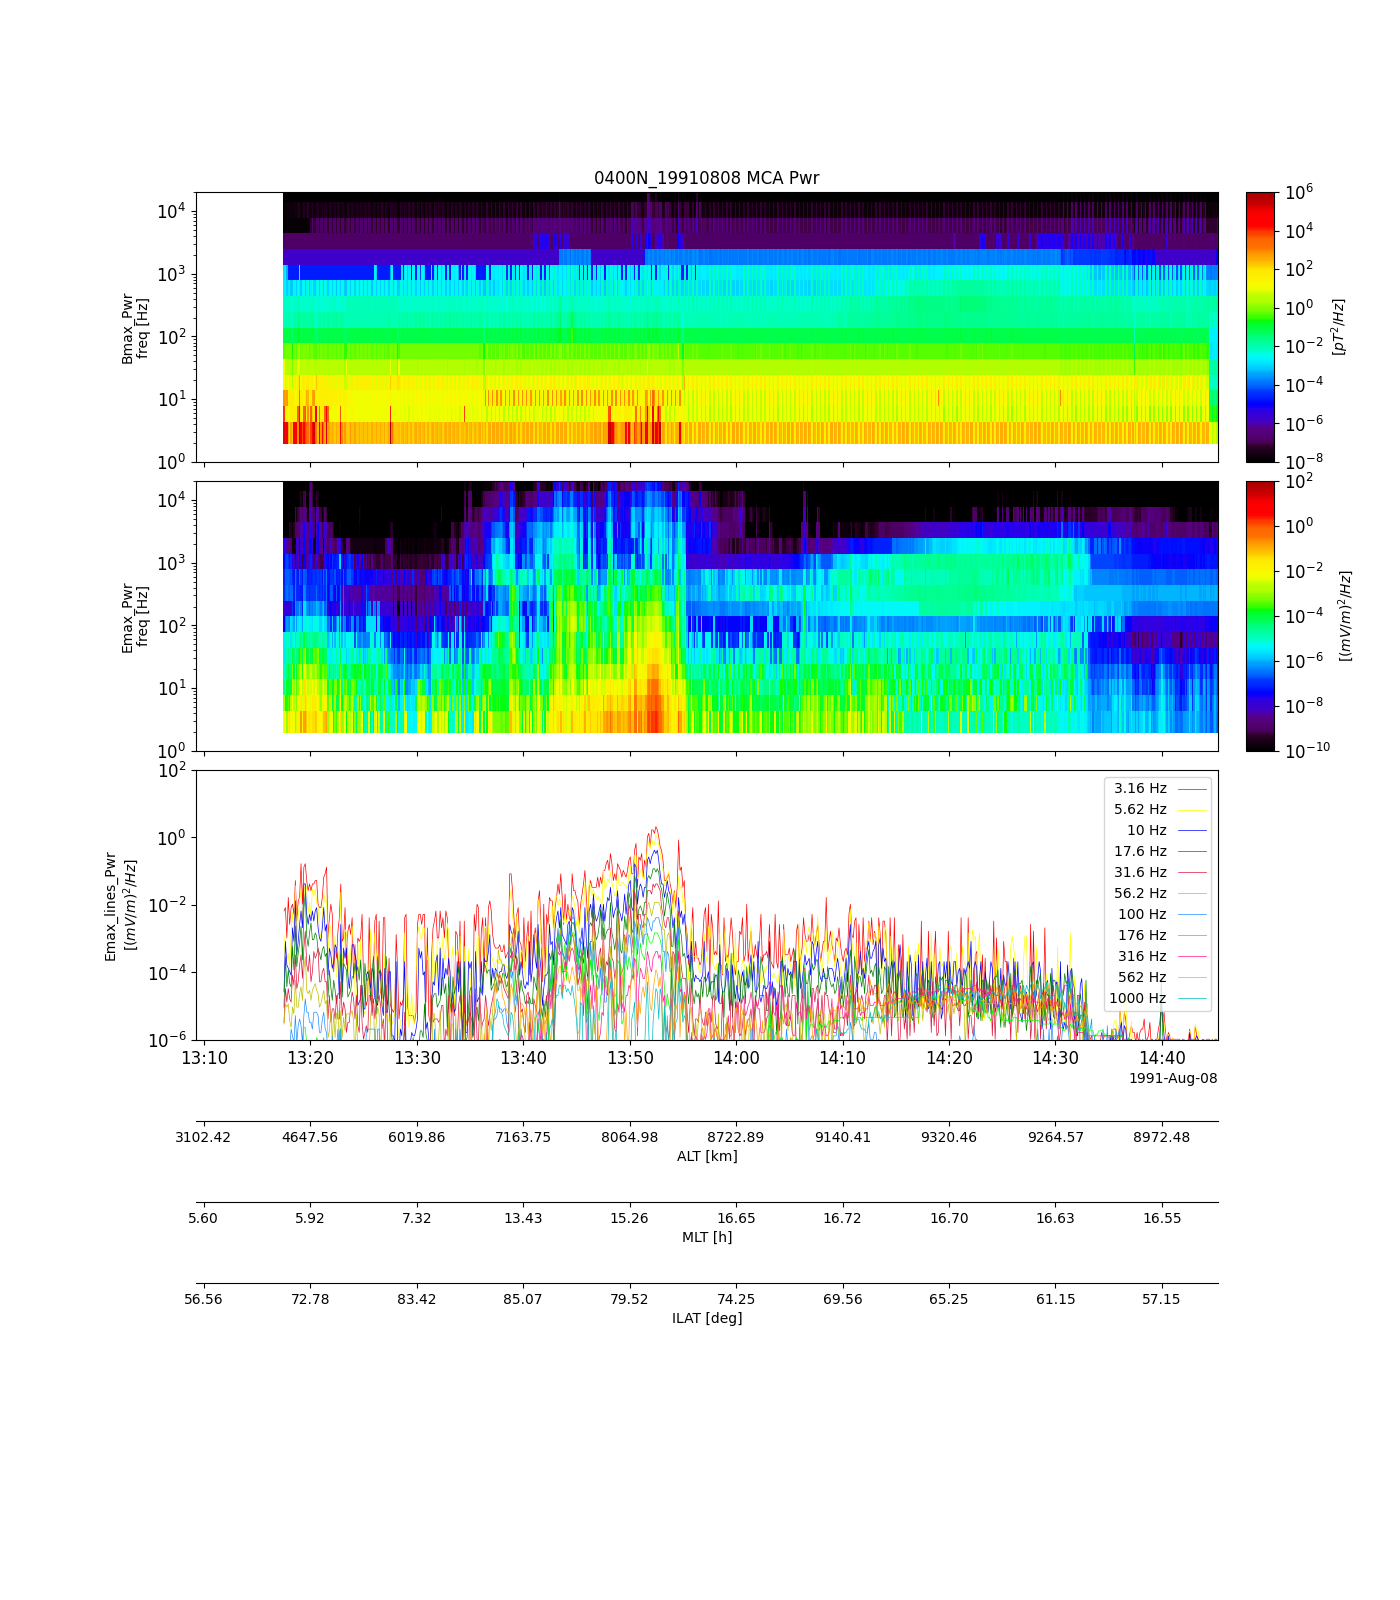 0400N_19910808 MCA Pwr
10^4
10^3
10^2
10^1
10^0
Bmax_Pwr
freq [Hz]
10^6
10^4
10^2
10^0
10^-2
10^-4
10^-6
10^-8
[pT^2/Hz]
10^4
10^3
10^2
10^1
10^0
Emax_Pwr
freq [Hz]
10^2
10^0
10^-2
10^-4
10^-6
10^-8
10^-10
[(mV/m)^2/Hz]
10^2
10^0
10^-2
10^-4
10^-6
Emax_lines_Pwr
[(mV/m)^2/Hz]
3.16 Hz
5.62 Hz
10 Hz
17.6 Hz
31.6 Hz
56.2 Hz
100 Hz
176 Hz
316 Hz
562 Hz
1000 Hz
13:10 13:20 13:30 13:40 13:50 14:00 14:10 14:20 14:30 14:40
1991-Aug-08
3102.42 4647.56 6019.86 7163.75 8064.98 8722.89 9140.41 9320.46 9264.57 8972.48
ALT [km]
5.60 5.92 7.32 13.43 15.26 16.65 16.72 16.70 16.63 16.55
MLT [h]
56.56 72.78 83.42 85.07 79.52 74.25 69.56 65.25 61.15 57.15
ILAT [deg]